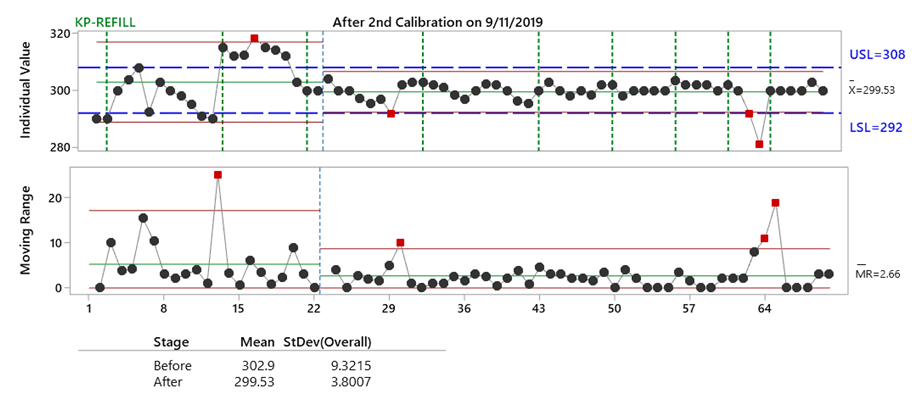 KP-REFILL
After 2nd Calibration on 9/11/2019
Individual Value
320
300
280
USL=308
X=299.53
LSL=292
Moving Range
20
10
0
MR=2.66
1 8 15 22 29 36 43 50 57 64
Stage Mean StDev(Overall)
Before 302.9 9.3215
After 299.53 3.8007